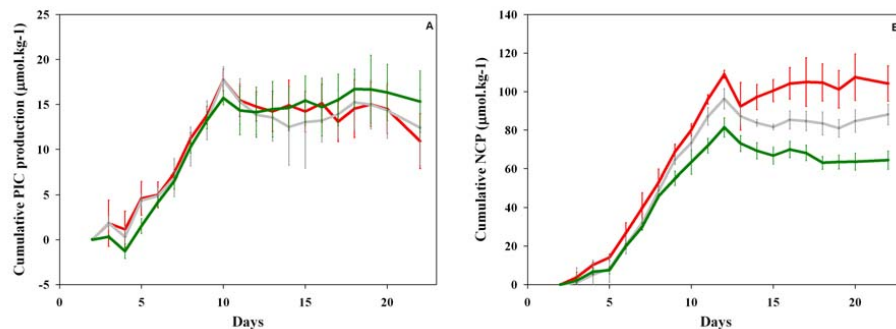 A
25
20
15
10
5
0
-5
Cumulative PIC production (µmol.kg-1)
0 5 10 15 20
Days
B
140
120
100
80
60
40
20
0
Cumulative NCP (µmol.kg-1)
0 5 10 15 20
Days